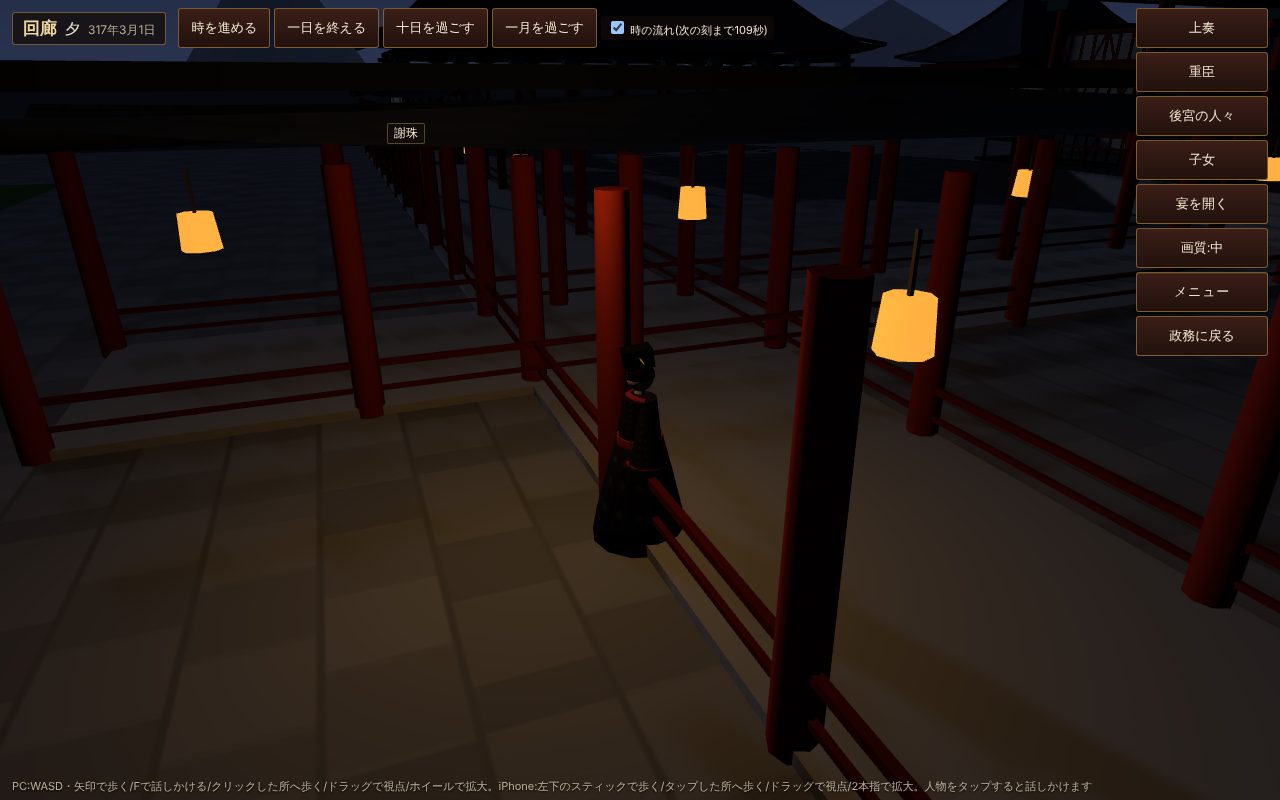 回廊 夕 317年3月1日
時を進める
一日を終える
十日を過ごす
一月を過ごす
時の流れ(次の刻まで109秒)
上奏
重臣
後宮の人々
子女
宴を開く
画質:中
メニュー
政務に戻る
謝珠
PC:WASD・矢印で歩く/Fで話しかける/クリックした所へ歩く/ドラッグで視点/ホイールで拡大。iPhone:左下のスティックで歩く/タップした所へ歩く/ドラッグで視点/2本指で拡大。人物をタップすると話しかけます